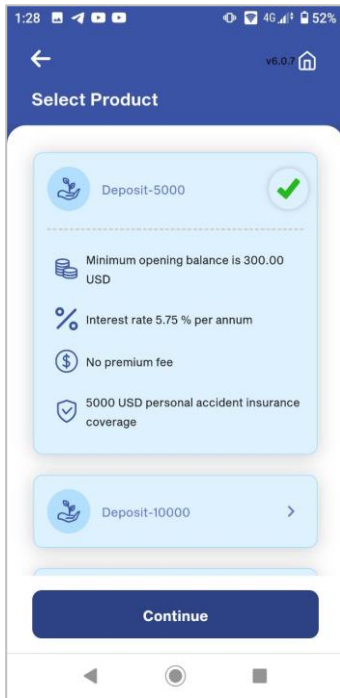 1:28 4G 52%
v6.0.7
Select Product
Deposit-5000
Minimum opening balance is 300.00
USD
Interest rate 5.75 % per annum
No premium fee
5000 USD personal accident insurance
coverage
Deposit-10000
Continue